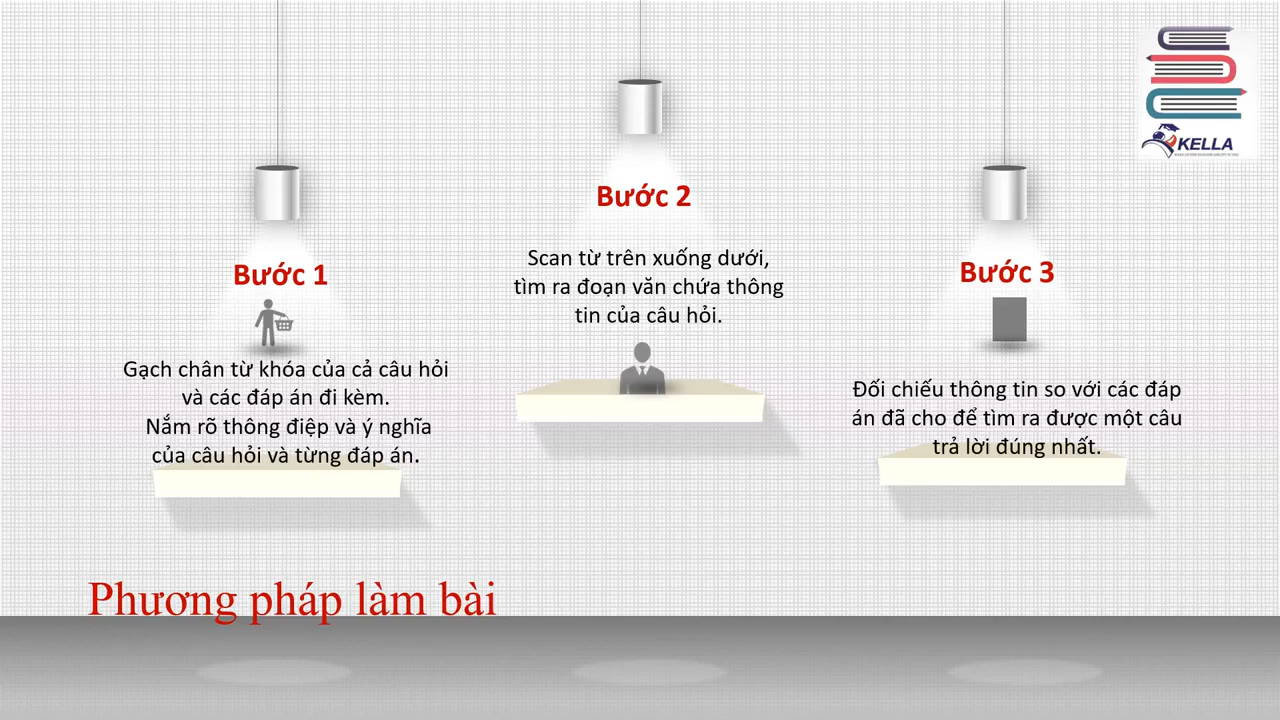 KELLA
Bước 2
Scan từ trên xuống dưới,
tìm ra đoạn văn chứa thông
tin của câu hỏi.
Bước 1
Gạch chân từ khóa của cả câu hỏi
và các đáp án đi kèm.
Nắm rõ thông điệp và ý nghĩa
của câu hỏi và từng đáp án.
Bước 3
Đối chiếu thông tin so với các đáp
án đã cho để tìm ra được một câu
trả lời đúng nhất.
Phương pháp làm bài